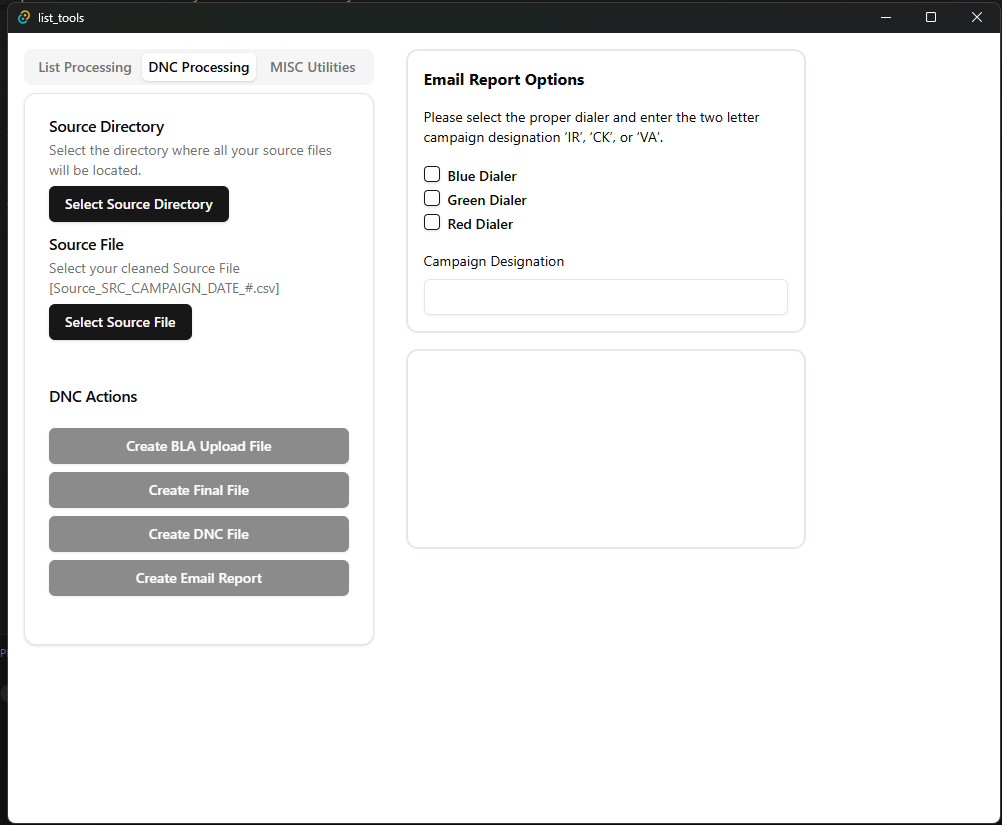 list_tools
List Processing
DNC Processing
MISC Utilities
Source Directory
Select the directory where all your source files
will be located.
Select Source Directory
Source File
Select your cleaned Source File
[Source_SRC_CAMPAIGN_DATE_#.csv]
Select Source File
DNC Actions
Create BLA Upload File
Create Final File
Create DNC File
Create Email Report
Email Report Options
Please select the proper dialer and enter the two letter
campaign designation ‘IR’, ‘CK’, or ‘VA’.
Blue Dialer
Green Dialer
Red Dialer
Campaign Designation